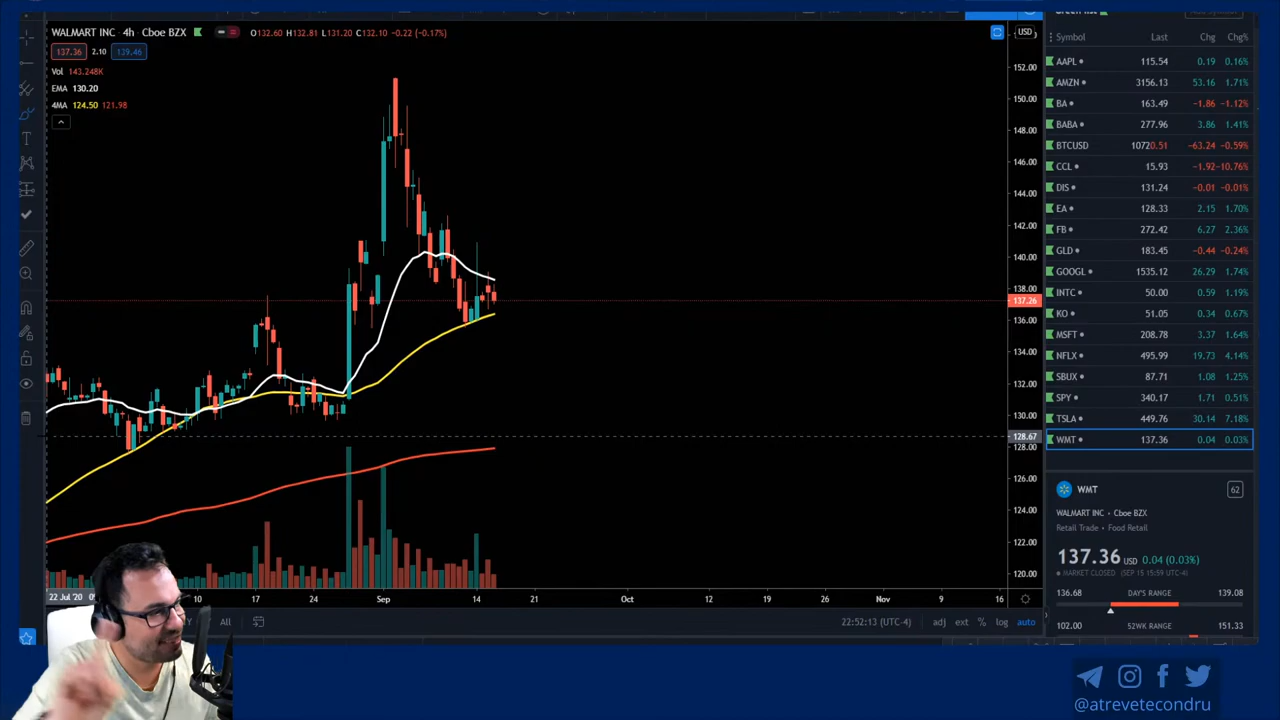 WALMART INC · 4h · Cboe BZX O132.60 H132.81 L131.20 C132.10 -0.22 (-0.17%)
137.36 2.10 139.46
Vol 143.248K
EMA 130.20
4MA 124.50 121.98
USD
152.00
150.00
148.00
146.00
144.00
142.00
140.00
138.00
137.26
136.00
134.00
132.00
130.00
128.67
128.00
126.00
124.00
122.00
120.00
22 Jul '20 10 17 24 Sep 14 21 Oct 12 19 26 Nov 9 16
All 22:52:13 (UTC-4) adj ext % log auto
Symbol Last Chg Chg%
AAPL 115.54 0.19 0.16%
AMZN 3156.13 53.16 1.71%
BA 163.49 -1.86 -1.12%
BABA 277.96 3.86 1.41%
BTCUSD 10720.51 -63.24 -0.59%
CCL 15.93 -1.92 -10.76%
DIS 131.24 -0.01 -0.01%
EA 128.33 2.15 1.70%
FB 272.42 6.27 2.36%
GLD 183.45 -0.44 -0.24%
GOOGL 1535.12 26.29 1.74%
INTC 50.00 0.59 1.19%
KO 51.05 0.34 0.67%
MSFT 208.78 3.37 1.64%
NFLX 495.99 19.73 4.14%
SBUX 87.71 1.08 1.25%
SPY 340.17 1.71 0.51%
TSLA 449.76 30.14 7.18%
WMT 137.36 0.04 0.03%
WMT 62
WALMART INC · Cboe BZX
Retail Trade · Food Retail
137.36 USD 0.04 (0.03%)
MARKET CLOSED (SEP 15 15:59 UTC-4)
136.68 DAY'S RANGE 139.08
102.00 52WK RANGE 151.33
@atrevetecondru